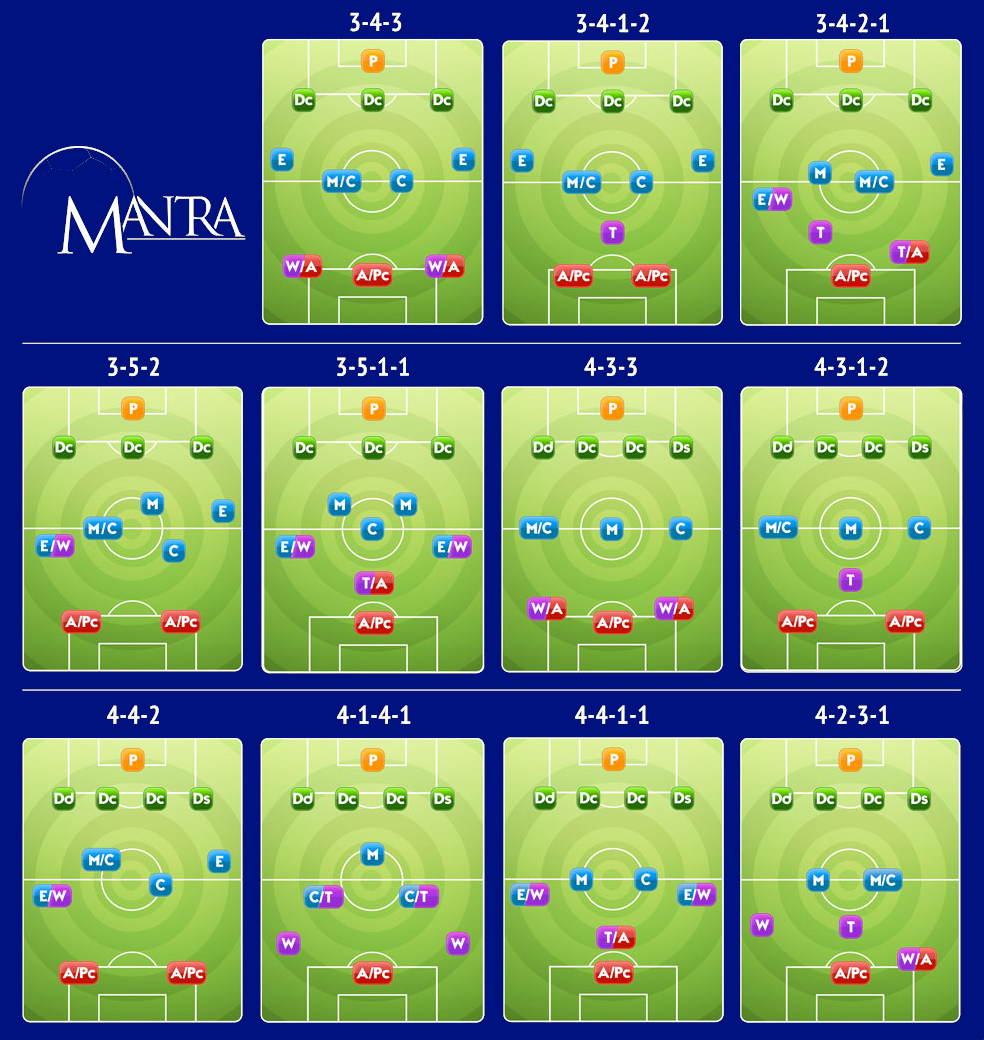 3-4-3
3-4-1-2
3-4-2-1
MANTRA
P
Dc Dc Dc
E E
M/C C
W/A A/Pc W/A
P
Dc Dc Dc
E E
M/C C
T
A/Pc A/Pc
P
Dc Dc Dc
M E
E/W M/C
T T/A
A/Pc
3-5-2
3-5-1-1
4-3-3
4-3-1-2
P
Dc Dc Dc
M E
M/C
E/W C
A/Pc A/Pc
P
Dc Dc Dc
M M
C
E/W E/W
T/A
A/Pc
P
Dd Dc Dc Ds
M/C M C
W/A A/Pc W/A
P
Dd Dc Dc Ds
M/C M C
T
A/Pc A/Pc
4-4-2
4-1-4-1
4-4-1-1
4-2-3-1
P
Dd Dc Dc Ds
M/C E
E/W C
A/Pc A/Pc
P
Dd Dc Dc Ds
M
C/T C/T
W W
A/Pc
P
Dd Dc Dc Ds
M C
E/W E/W
T/A
A/Pc
P
Dd Dc Dc Ds
M M/C
W T
W/A
A/Pc